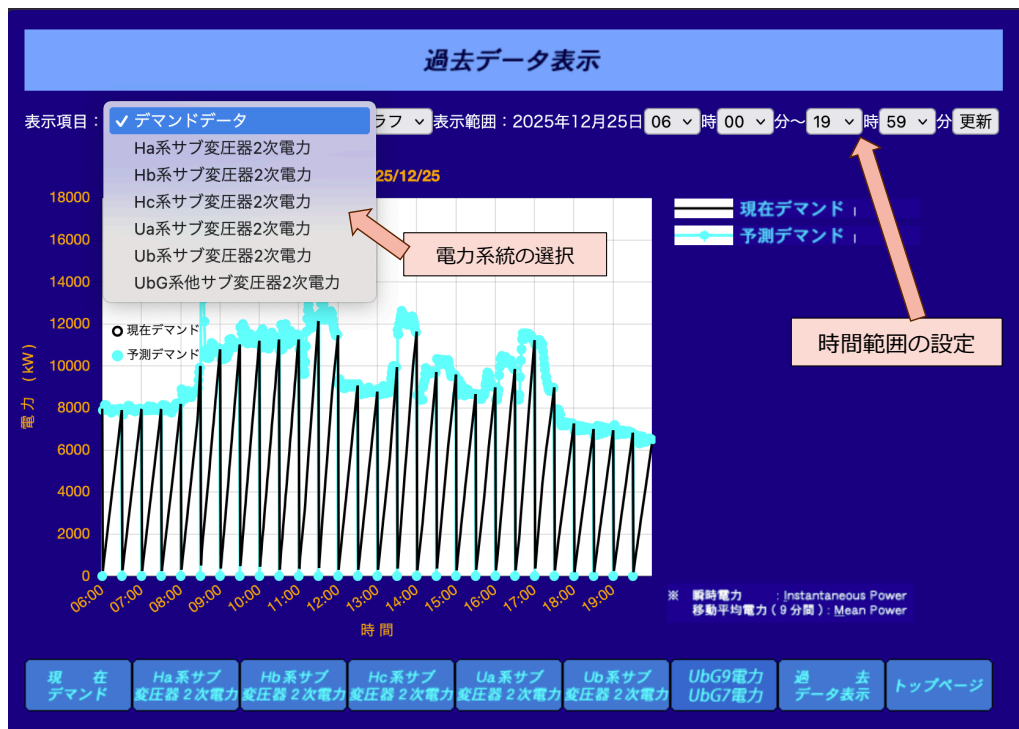 過去データ表示
表示項目：
✓ デマンドデータ
Ha系サブ変圧器2次電力
Hb系サブ変圧器2次電力
Hc系サブ変圧器2次電力
Ua系サブ変圧器2次電力
Ub系サブ変圧器2次電力
UbG系他サブ変圧器2次電力
ラフ 表示範囲：2025年12月25日 06 時 00 分～ 19 時 59 分 更新
25/12/25
電力系統の選択
時間範囲の設定
現在デマンド
予測デマンド
現在デマンド
予測デマンド
電力 (kW)
18000
16000
14000
12000
10000
8000
6000
4000
2000
0
06:00 07:00 08:00 09:00 10:00 11:00 12:00 13:00 14:00 15:00 16:00 17:00 18:00 19:00
時間
※ 瞬時電力 : Instantaneous Power
移動平均電力(9分間): Mean Power
現 在
デマンド
Ha系サブ
変圧器2次電力
Hb系サブ
変圧器2次電力
Hc系サブ
変圧器2次電力
Ua系サブ
変圧器2次電力
Ub系サブ
変圧器2次電力
UbG9電力
UbG7電力
過 去
データ表示
トップページ